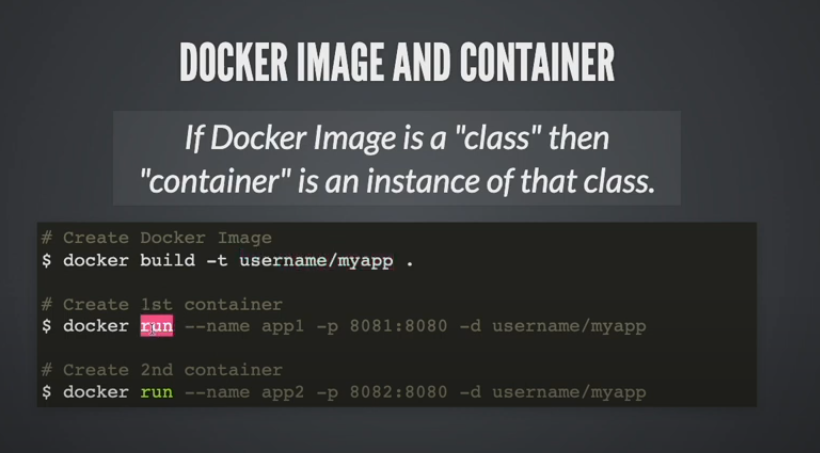 DOCKER IMAGE AND CONTAINER
If Docker Image is a "class" then
"container" is an instance of that class.
# Create Docker Image
$ docker build -t username/myapp .
# Create 1st container
$ docker run --name app1 -p 8081:8080 -d username/myapp
# Create 2nd container
$ docker run --name app2 -p 8082:8080 -d username/myapp